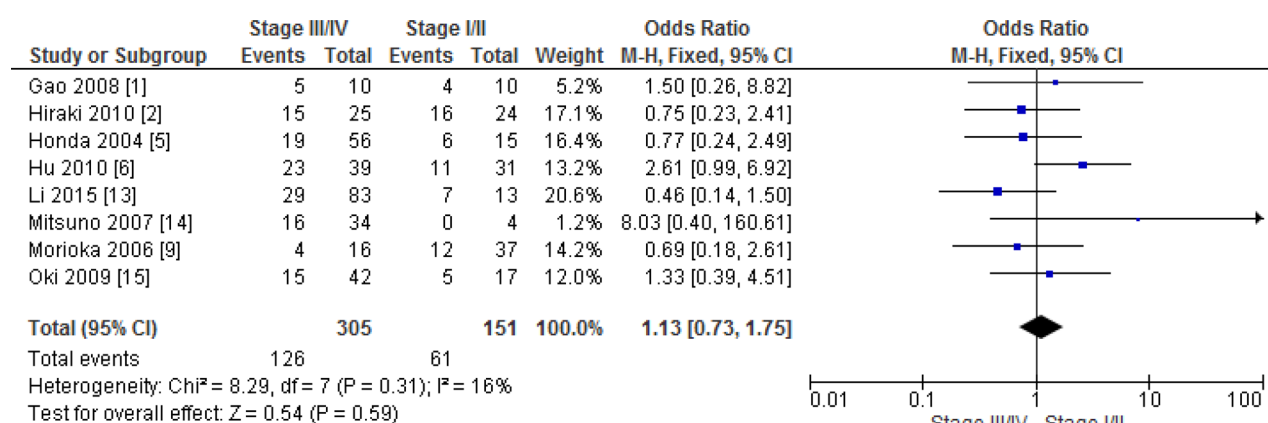 Stage III/IV Stage I/II Odds Ratio Odds Ratio
Study or Subgroup Events Total Events Total Weight M-H, Fixed, 95% CI M-H, Fixed, 95% CI
Gao 2008 [1] 5 10 4 10 5.2% 1.50 [0.26, 8.82]
Hiraki 2010 [2] 15 25 16 24 17.1% 0.75 [0.23, 2.41]
Honda 2004 [5] 19 56 6 15 16.4% 0.77 [0.24, 2.49]
Hu 2010 [6] 23 39 11 31 13.2% 2.61 [0.99, 6.92]
Li 2015 [13] 29 83 7 13 20.6% 0.46 [0.14, 1.50]
Mitsuno 2007 [14] 16 34 0 4 1.2% 8.03 [0.40, 160.61]
Morioka 2006 [9] 4 16 12 37 14.2% 0.69 [0.18, 2.61]
Oki 2009 [15] 15 42 5 17 12.0% 1.33 [0.39, 4.51]
Total (95% CI) 305 151 100.0% 1.13 [0.73, 1.75]
Total events 126 61
Heterogeneity: Chi² = 8.29, df = 7 (P = 0.31); I² = 16%
Test for overall effect: Z = 0.54 (P = 0.59)
0.01 0.1 1 10 100
Stage III/IV Stage I/II